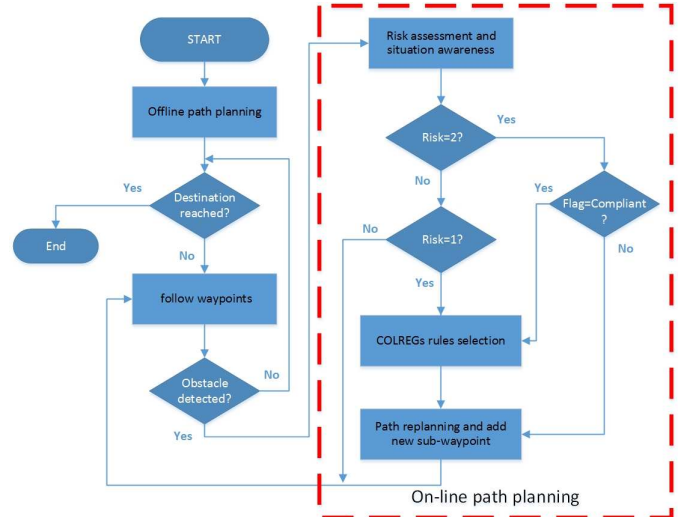 START
Offline path planning
Yes
Destination
reached?
End
No
follow waypoints
Obstacle
detected?
No
Yes
Risk assessment and
situation awareness
Risk=2?
Yes
No
Yes
Flag=Compliant
?
No
Risk=1?
No
Yes
COLREGs rules selection
Path replanning and add
new sub-waypoint
On-line path planning